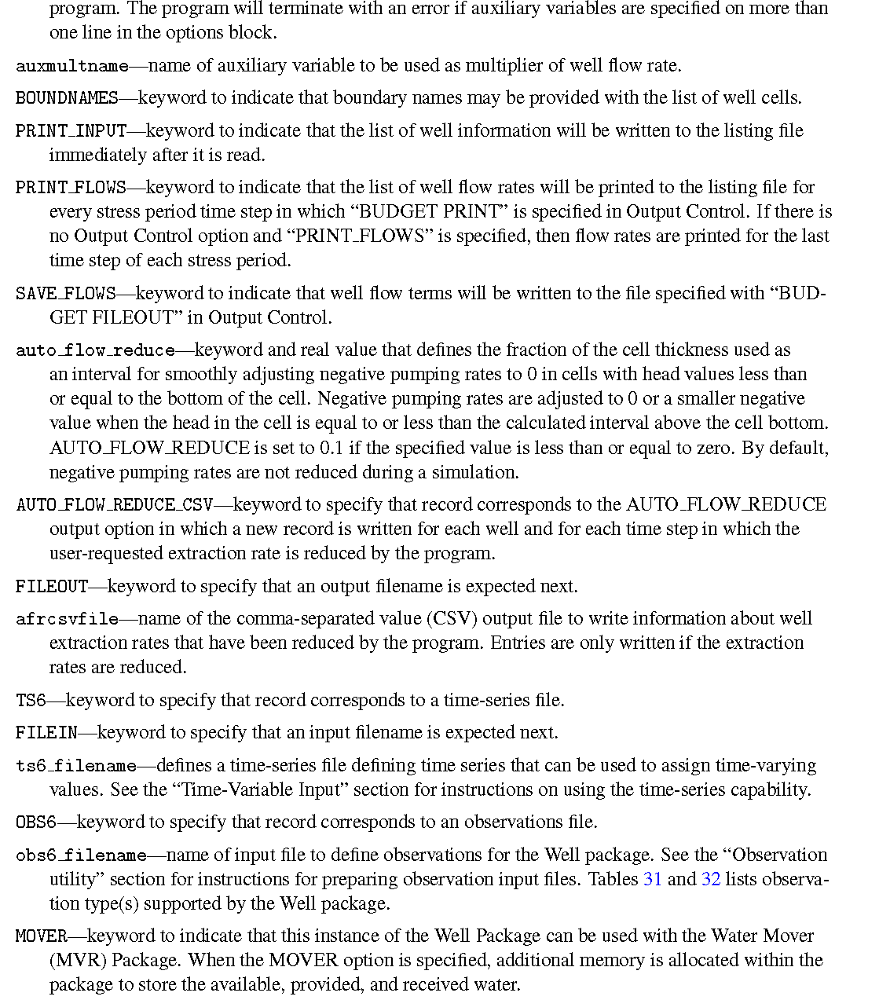 program. The program will terminate with an error if auxiliary variables are specified on more than
one line in the options block.
auxmultname—name of auxiliary variable to be used as multiplier of well flow rate.
BOUNDNAMES—keyword to indicate that boundary names may be provided with the list of well cells.
PRINT_INPUT—keyword to indicate that the list of well information will be written to the listing file
immediately after it is read.
PRINT_FLOWS—keyword to indicate that the list of well flow rates will be printed to the listing file for
every stress period time step in which “BUDGET PRINT” is specified in Output Control. If there is
no Output Control option and “PRINT_FLOWS” is specified, then flow rates are printed for the last
time step of each stress period.
SAVE_FLOWS—keyword to indicate that well flow terms will be written to the file specified with “BUD-
GET FILEOUT” in Output Control.
auto_flow_reduce—keyword and real value that defines the fraction of the cell thickness used as
an interval for smoothly adjusting negative pumping rates to 0 in cells with head values less than
or equal to the bottom of the cell. Negative pumping rates are adjusted to 0 or a smaller negative
value when the head in the cell is equal to or less than the calculated interval above the cell bottom.
AUTO_FLOW_REDUCE is set to 0.1 if the specified value is less than or equal to zero. By default,
negative pumping rates are not reduced during a simulation.
AUTO_FLOW_REDUCE_CSV—keyword to specify that record corresponds to the AUTO_FLOW_REDUCE
output option in which a new record is written for each well and for each time step in which the
user-requested extraction rate is reduced by the program.
FILEOUT—keyword to specify that an output filename is expected next.
afrcsvfile—name of the comma-separated value (CSV) output file to write information about well
extraction rates that have been reduced by the program. Entries are only written if the extraction
rates are reduced.
TS6—keyword to specify that record corresponds to a time-series file.
FILEIN—keyword to specify that an input filename is expected next.
ts6_filename—defines a time-series file defining time series that can be used to assign time-varying
values. See the “Time-Variable Input” section for instructions on using the time-series capability.
OBS6—keyword to specify that record corresponds to an observations file.
obs6_filename—name of input file to define observations for the Well package. See the “Observation
utility” section for instructions for preparing observation input files. Tables 31 and 32 lists observa-
tion type(s) supported by the Well package.
MOVER—keyword to indicate that this instance of the Well Package can be used with the Water Mover
(MVR) Package. When the MOVER option is specified, additional memory is allocated within the
package to store the available, provided, and received water.